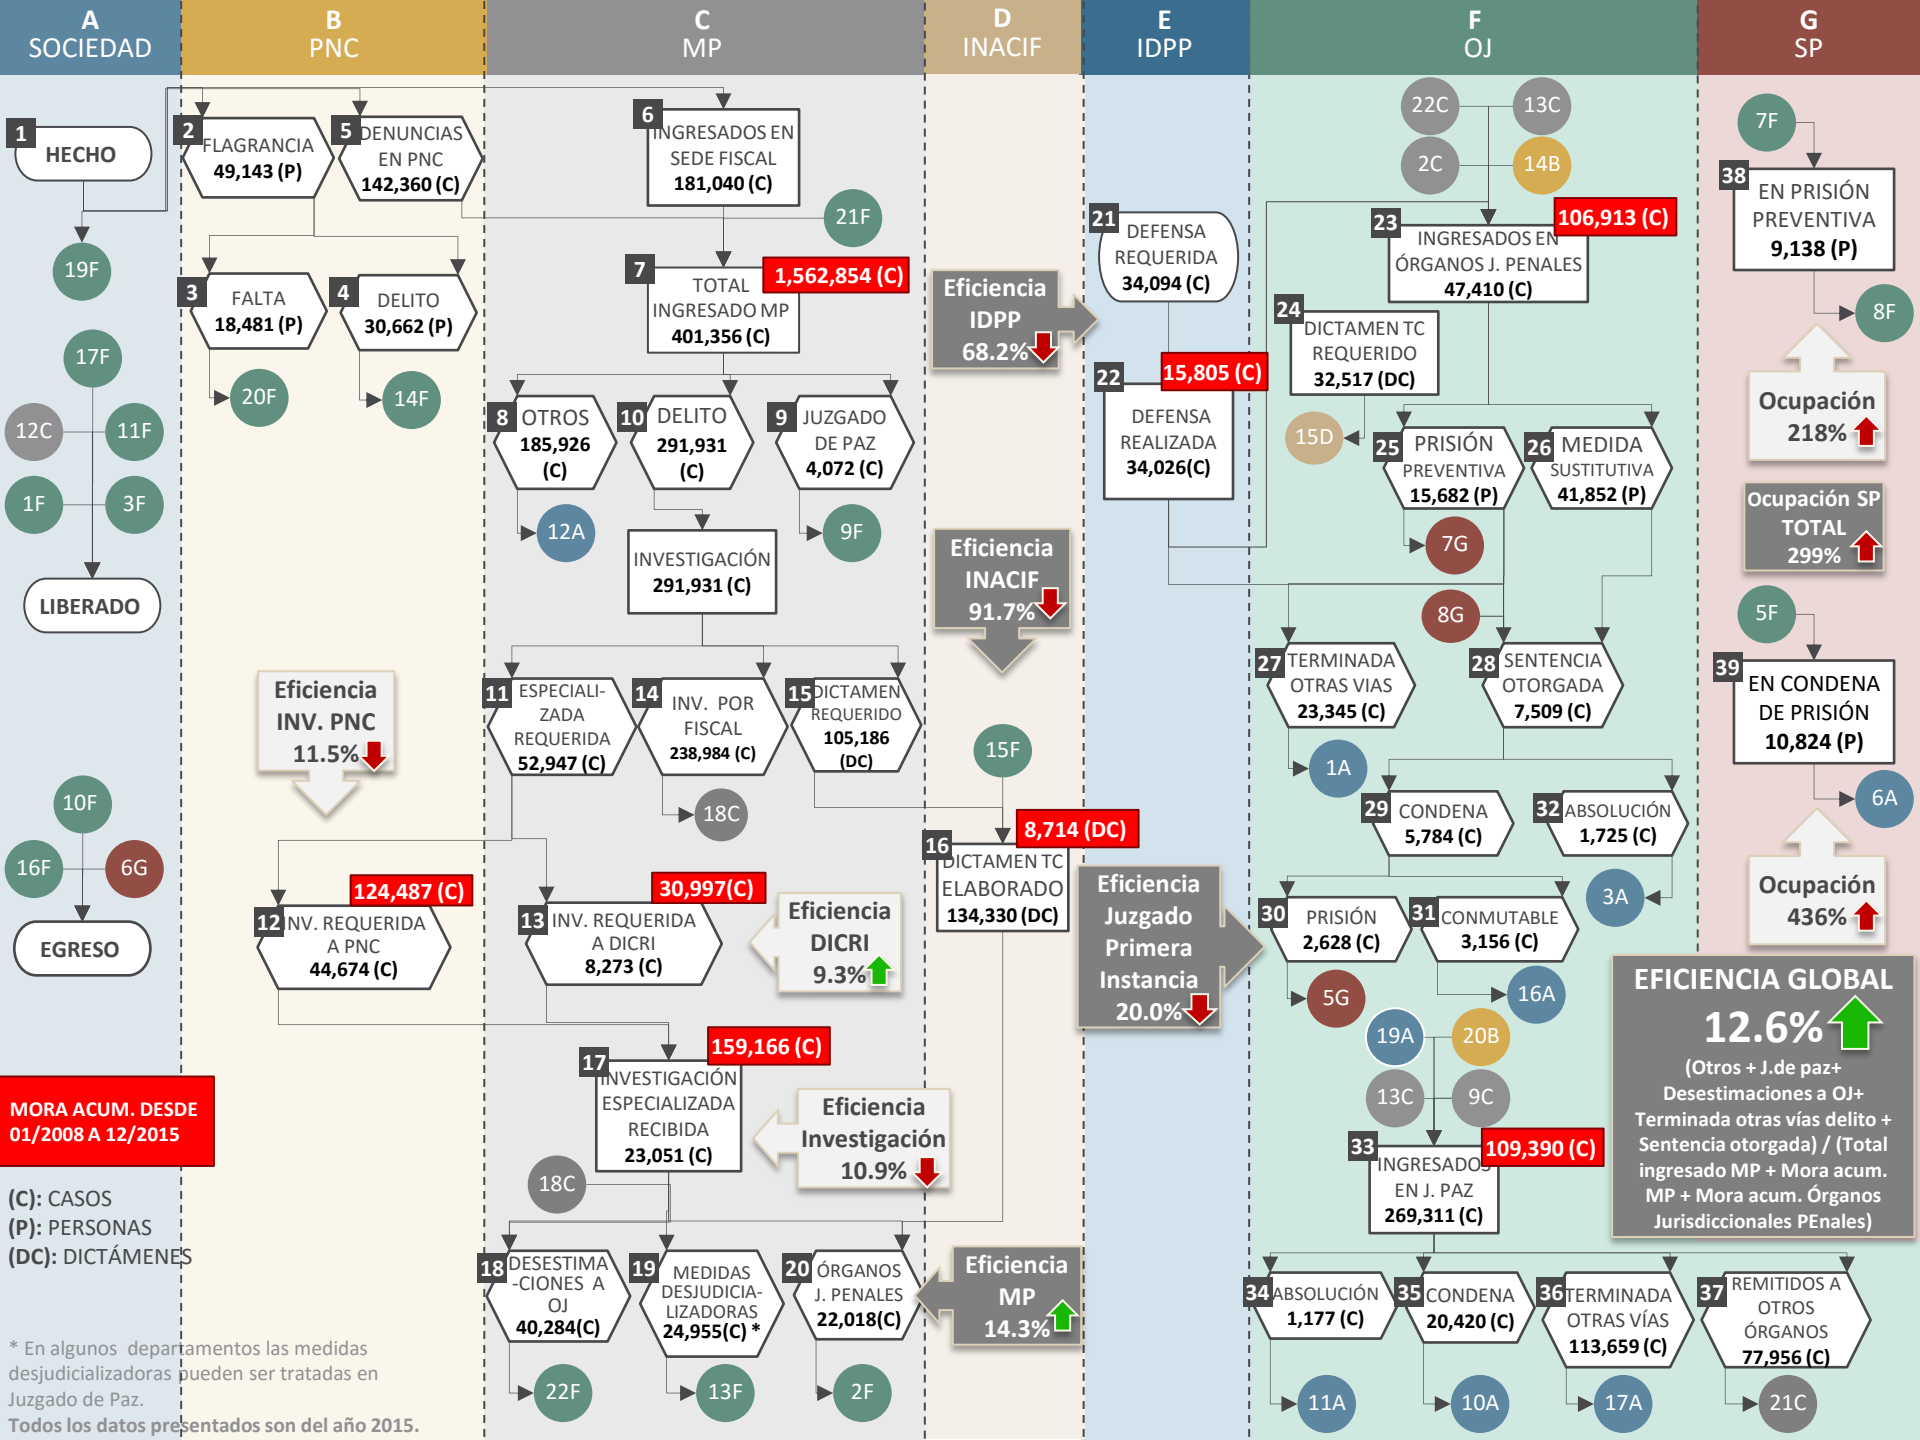 A
SOCIEDAD
B
PNC
C
MP
D
INACIF
E
IDPP
F
OJ
G
SP
1
HECHO
19F
17F
12C
11F
1F
3F
LIBERADO
10F
16F
6G
EGRESO
MORA ACUM. DESDE
01/2008 A 12/2015
(C): CASOS
(P): PERSONAS
(DC): DICTÁMENES
* En algunos departamentos las medidas
desjudicializadoras pueden ser tratadas en
Juzgado de Paz.
Todos los datos presentados son del año 2015.
2
FLAGRANCIA
49,143 (P)
5
DENUNCIAS
EN PNC
142,360 (C)
3
FALTA
18,481 (P)
4
DELITO
30,662 (P)
20F
14F
Eficiencia
INV. PNC
11.5%
124,487 (C)
12
INV. REQUERIDA
A PNC
44,674 (C)
6
INGRESADOS EN
SEDE FISCAL
181,040 (C)
21F
7
1,562,854 (C)
TOTAL
INGRESADO MP
401,356 (C)
8
OTROS
185,926
(C)
10
DELITO
291,931
(C)
9
JUZGADO
DE PAZ
4,072 (C)
12A
9F
INVESTIGACIÓN
291,931 (C)
11
ESPECIALI-
ZADA
REQUERIDA
52,947 (C)
14
INV. POR
FISCAL
238,984 (C)
15
DICTAMEN
REQUERIDO
105,186
(DC)
18C
30,997(C)
13
INV. REQUERIDA
A DICRI
8,273 (C)
Eficiencia
DICRI
9.3%
159,166 (C)
17
INVESTIGACIÓN
ESPECIALIZADA
RECIBIDA
23,051 (C)
Eficiencia
Investigación
10.9%
18C
18
DESESTIMA
-CIONES A
OJ
40,284(C)
19
MEDIDAS
DESJUDICIA-
LIZADORAS
24,955(C) *
20
ÓRGANOS
J. PENALES
22,018(C)
22F
13F
2F
Eficiencia
IDPP
68.2%
Eficiencia
INACIF
91.7%
15F
8,714 (DC)
16
DICTAMEN TC
ELABORADO
134,330 (DC)
Eficiencia
MP
14.3%
21
DEFENSA
REQUERIDA
34,094 (C)
15,805 (C)
22
DEFENSA
REALIZADA
34,026(C)
Eficiencia
Juzgado
Primera
Instancia
20.0%
22C
13C
2C
14B
106,913 (C)
23
INGRESADOS EN
ÓRGANOS J. PENALES
47,410 (C)
24
DICTAMEN TC
REQUERIDO
32,517 (DC)
15D
25
PRISIÓN
PREVENTIVA
15,682 (P)
26
MEDIDA
SUSTITUTIVA
41,852 (P)
7G
8G
27
TERMINADA
OTRAS VIAS
23,345 (C)
28
SENTENCIA
OTORGADA
7,509 (C)
1A
29
CONDENA
5,784 (C)
32
ABSOLUCIÓN
1,725 (C)
3A
30
PRISIÓN
2,628 (C)
31
CONMUTABLE
3,156 (C)
5G
16A
19A
20B
13C
9C
109,390 (C)
33
INGRESADOS
EN J. PAZ
269,311 (C)
34
ABSOLUCIÓN
1,177 (C)
35
CONDENA
20,420 (C)
36
TERMINADA
OTRAS VÍAS
113,659 (C)
37
REMITIDOS A
OTROS
ÓRGANOS
77,956 (C)
11A
10A
17A
21C
7F
38
EN PRISIÓN
PREVENTIVA
9,138 (P)
8F
Ocupación
218%
Ocupación SP
TOTAL
299%
5F
39
EN CONDENA
DE PRISIÓN
10,824 (P)
6A
Ocupación
436%
EFICIENCIA GLOBAL
12.6%
(Otros + J.de paz+
Desestimaciones a OJ+
Terminada otras vías delito +
Sentencia otorgada) / (Total
ingresado MP + Mora acum.
MP + Mora acum. Órganos
Jurisdiccionales PEnales)